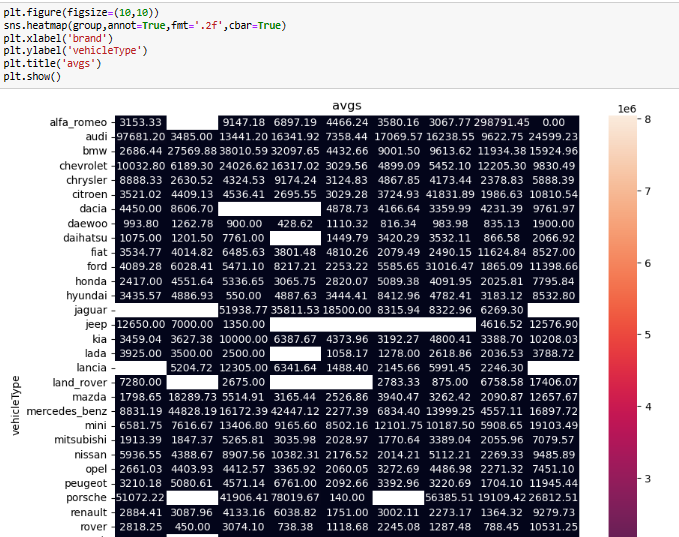 plt.figure(figsize=(10,10))
sns.heatmap(group,annot=True,fmt='.2f',cbar=True)
plt.xlabel('brand')
plt.ylabel('vehicleType')
plt.title('avgs')
plt.show()
avgs
1e6
alfa_romeo 3153.33 9147.18 6897.19 4466.24 3580.16 3067.77 298791.45 0.00
audi 97681.20 3485.00 13441.20 16341.92 7358.44 17069.57 16238.55 9622.75 24599.23
bmw 2686.44 27569.88 38010.59 32097.65 4432.66 9001.50 9613.62 11934.38 15924.96
chevrolet 10032.80 6189.30 24026.62 16317.02 3029.56 4899.09 5452.10 12205.30 9830.49
chrysler 8888.33 2630.52 4324.53 9174.24 3124.83 4867.85 4173.44 2378.83 5888.39
citroen 3521.02 4409.13 4536.41 2695.55 3029.28 3724.93 41831.89 1986.63 10810.54
dacia 4450.00 8606.70 4878.73 4166.64 3359.99 4231.39 9761.97
daewoo 993.80 1262.78 900.00 428.62 1110.32 816.34 983.98 835.13 1900.00
daihatsu 1075.00 1201.50 7761.00 1449.79 3420.29 3532.11 866.58 2066.92
fiat 3534.77 4014.82 6485.63 3801.48 4810.26 2079.49 2490.15 11624.84 8527.00
ford 4089.28 6028.41 5471.10 8217.21 2253.22 5585.65 31016.47 1865.09 11398.66
honda 2417.00 4551.64 5336.65 3065.75 2820.07 5089.38 4091.95 2025.81 7795.84
hyundai 3435.57 4886.93 550.00 4887.63 3444.41 8412.96 4782.41 3183.12 8532.80
jaguar 51938.77 35811.53 18500.00 8315.94 8322.96 6269.30
jeep 12650.00 7000.00 1350.00 4616.52 12576.90
kia 3459.04 3627.38 10000.00 6387.67 4373.96 3192.27 4800.41 3388.70 10208.03
lada 3925.00 3500.00 2500.00 1058.17 1278.00 2618.86 2036.53 3788.72
lancia 5204.72 12305.00 6341.64 1488.40 2145.66 5991.45 2246.30
land_rover 7280.00 2675.00 2783.33 875.00 6758.58 17406.07
mazda 1798.65 18289.73 5514.91 3165.44 2526.86 3940.47 3262.42 2090.87 12657.67
mercedes_benz 8831.19 44828.19 16172.39 42447.12 2277.39 6834.40 13999.25 4557.11 16897.72
mini 6581.75 7616.67 13406.80 9165.60 8502.16 12101.75 10187.50 5908.65 19103.49
mitsubishi 1913.39 1847.37 5265.81 3035.98 2028.97 1770.64 3389.04 2055.96 7079.57
nissan 5936.55 4388.67 8907.56 10382.31 2176.52 2014.21 5112.21 2269.33 9485.89
opel 2661.03 4403.93 4412.57 3365.92 2060.05 3272.69 4486.98 2271.32 7451.10
peugeot 3210.18 5080.61 4571.14 6761.00 2092.66 3392.96 3220.69 1704.10 11945.44
porsche 51072.22 41906.41 78019.67 140.00 56385.51 19109.42 26812.51
renault 2884.41 3087.96 4133.16 6038.82 1751.00 3002.11 2273.17 1364.32 9279.73
rover 2818.25 450.00 3074.10 738.38 1118.68 2245.08 1287.48 788.45 10531.25
vehicleType
8
7
6
5
4
3